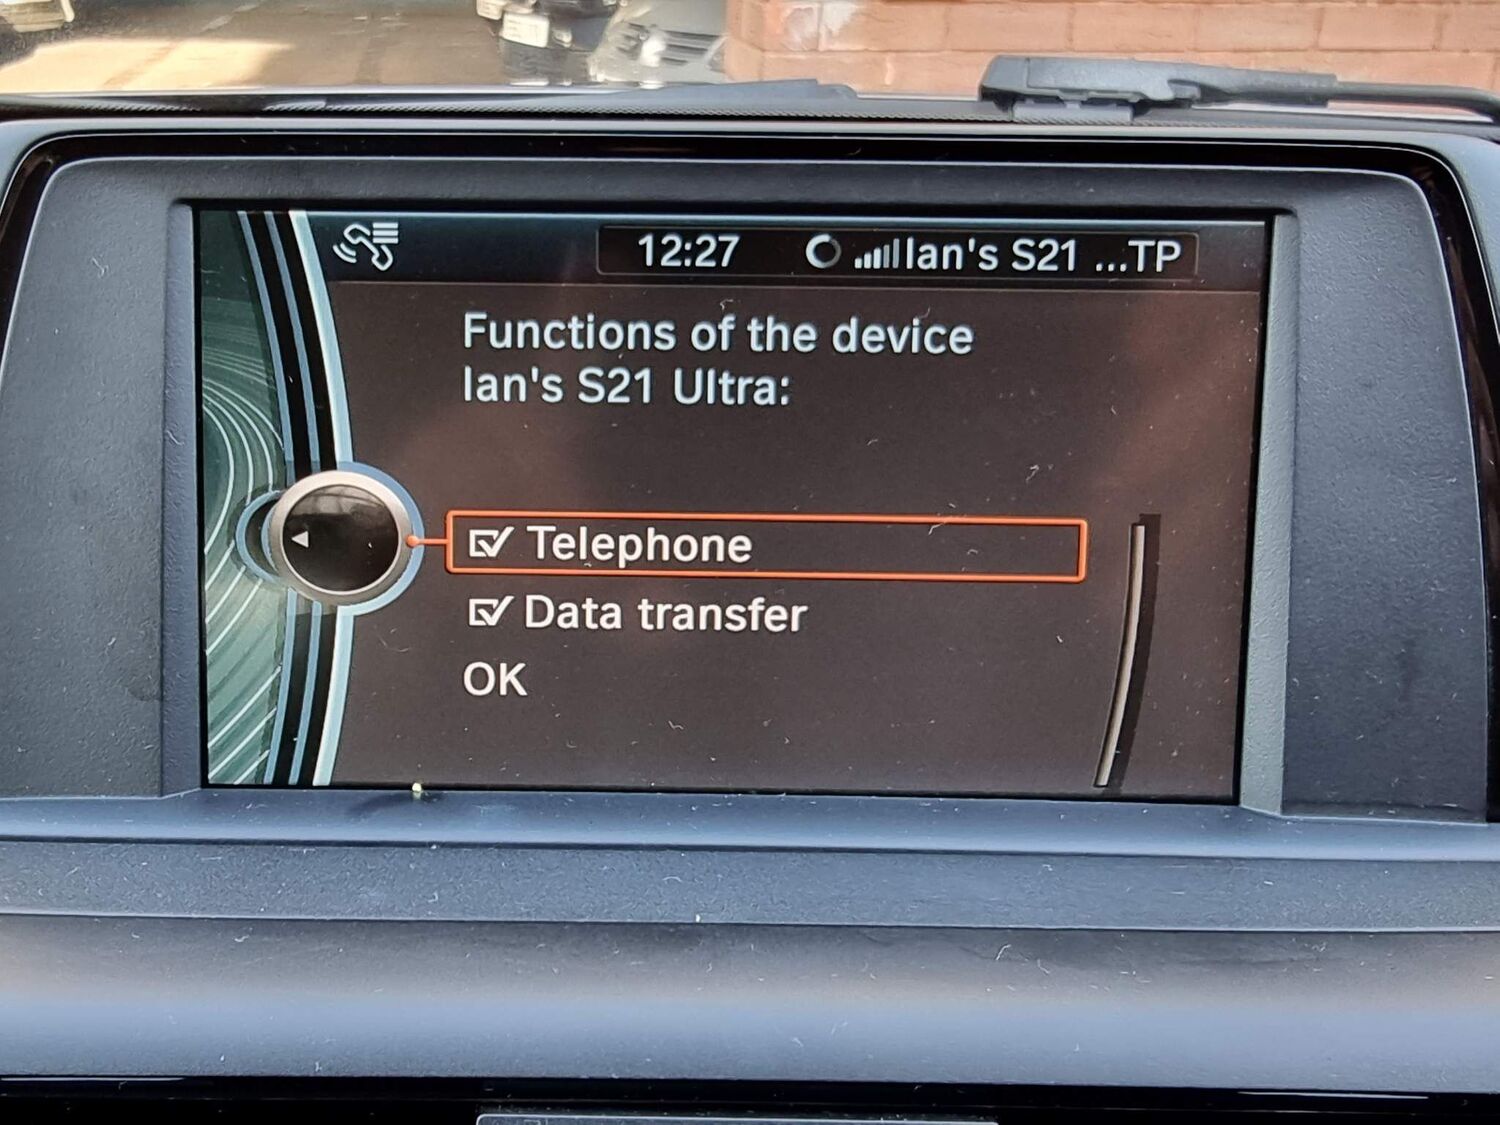 12:27 Ian's S21 ...TP
Functions of the device
Ian's S21 Ultra:
Telephone
Data transfer
OK